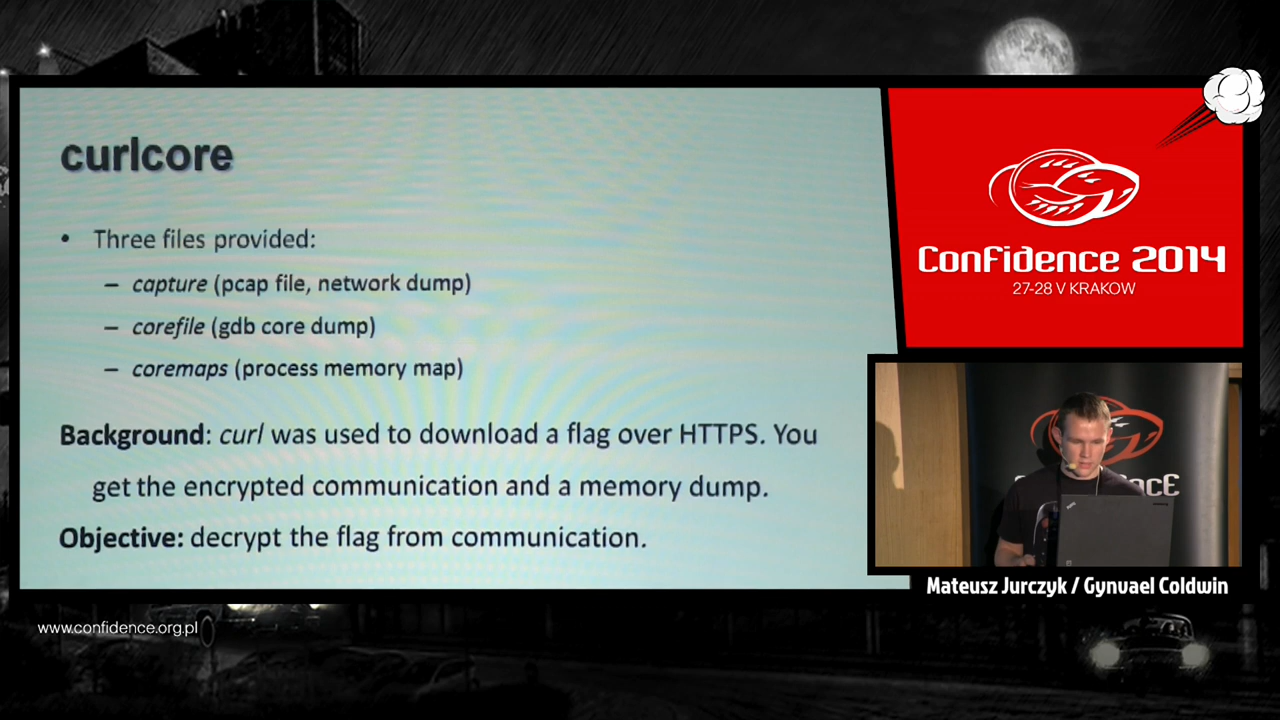 curlcore
• Three files provided:
– capture (pcap file, network dump)
– corefile (gdb core dump)
– coremaps (process memory map)
Background: curl was used to download a flag over HTTPS. You
get the encrypted communication and a memory dump.
Objective: decrypt the flag from communication.
Confidence 2014
27-28 V KRAKOW
Mateusz Jurczyk / Gynvael Coldwin
www.confidence.org.pl